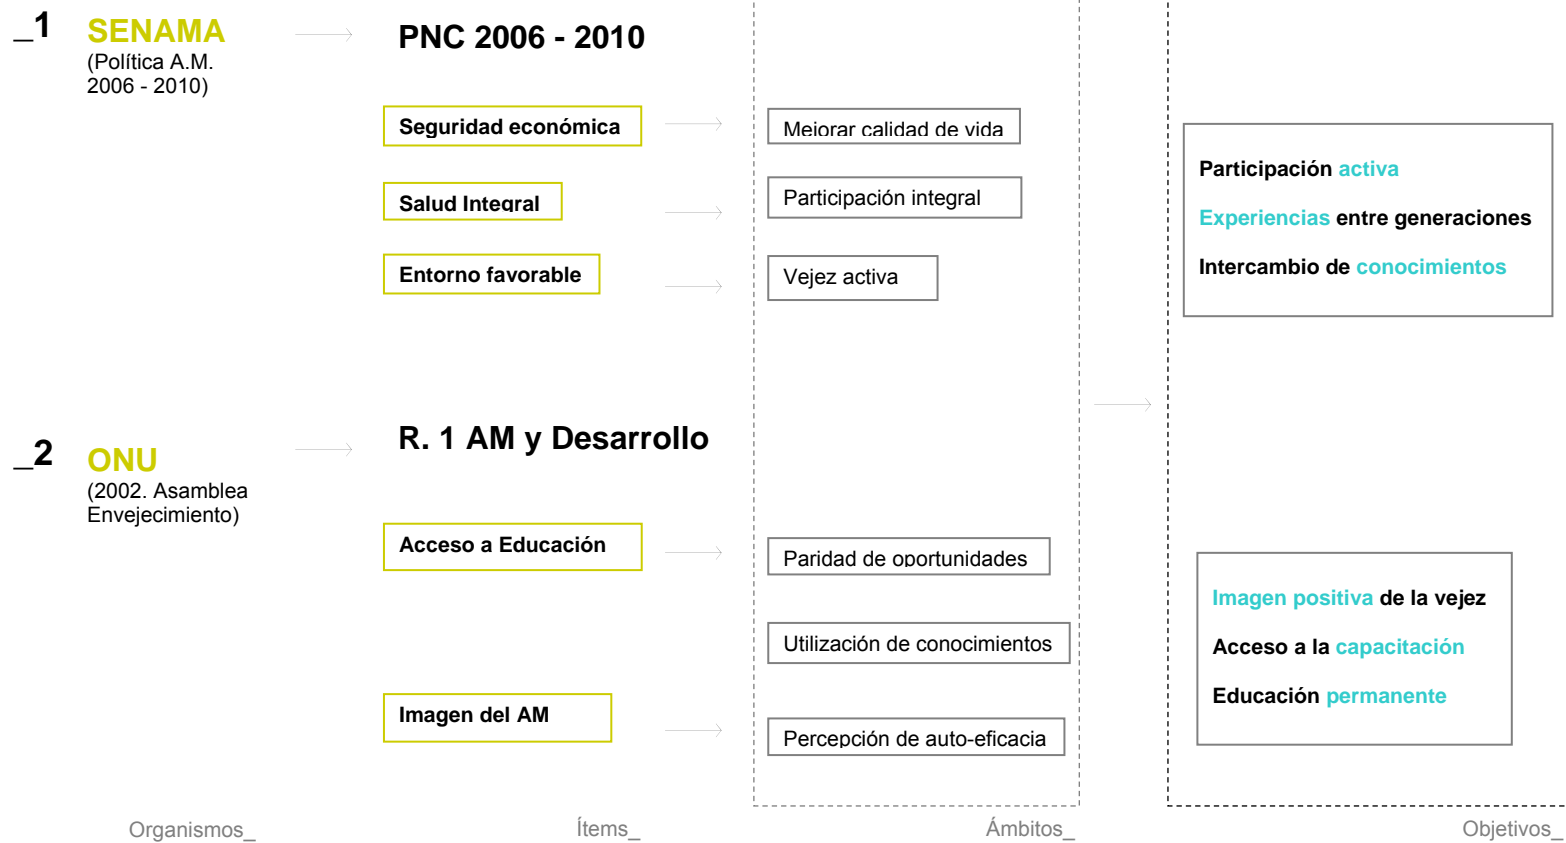 _1 SENAMA
(Política A.M.
2006 - 2010)
PNC 2006 - 2010
Seguridad económica
Salud Integral
Entorno favorable
Mejorar calidad de vida
Participación integral
Vejez activa
Participación activa
Experiencias entre generaciones
Intercambio de conocimientos
_2 ONU
(2002. Asamblea
Envejecimiento)
R. 1 AM y Desarrollo
Acceso a Educación
Imagen del AM
Paridad de oportunidades
Utilización de conocimientos
Percepción de auto-eficacia
Imagen positiva de la vejez
Acceso a la capacitación
Educación permanente
Organismos_
Ítems_
Ámbitos_
Objetivos_